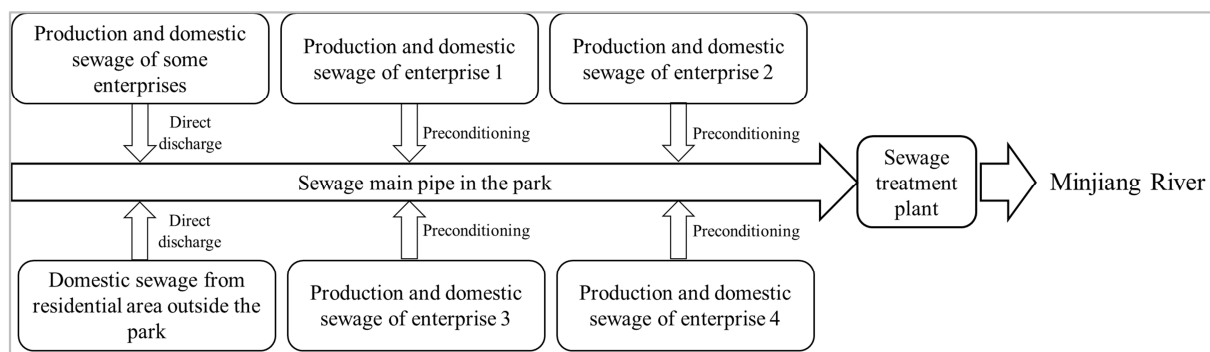 Production and domestic
sewage of some
enterprises
Production and domestic
sewage of enterprise 1
Production and domestic
sewage of enterprise 2
Direct
discharge
Preconditioning
Preconditioning
Sewage main pipe in the park
Sewage
treatment
plant
Minjiang River
Direct
discharge
Preconditioning
Preconditioning
Domestic sewage from
residential area outside the
park
Production and domestic
sewage of enterprise 3
Production and domestic
sewage of enterprise 4